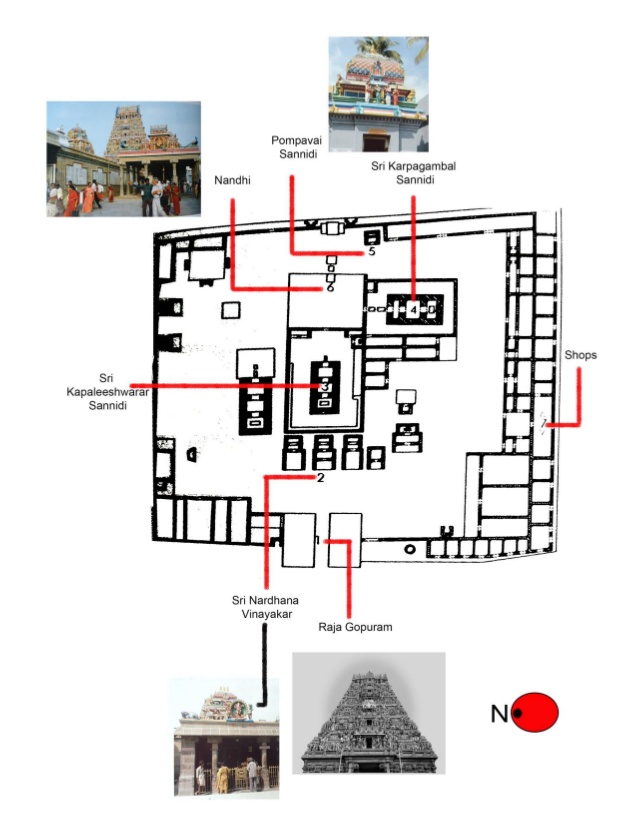 Pompavai
Sannidi
Sri Karpagambal
Sannidi
Nandhi
5
6
4
Shops
Sri
Kapaleeshwarar
Sannidi
3
7
2
1
Sri Nardhana
Vinayakar
Raja Gopuram
N